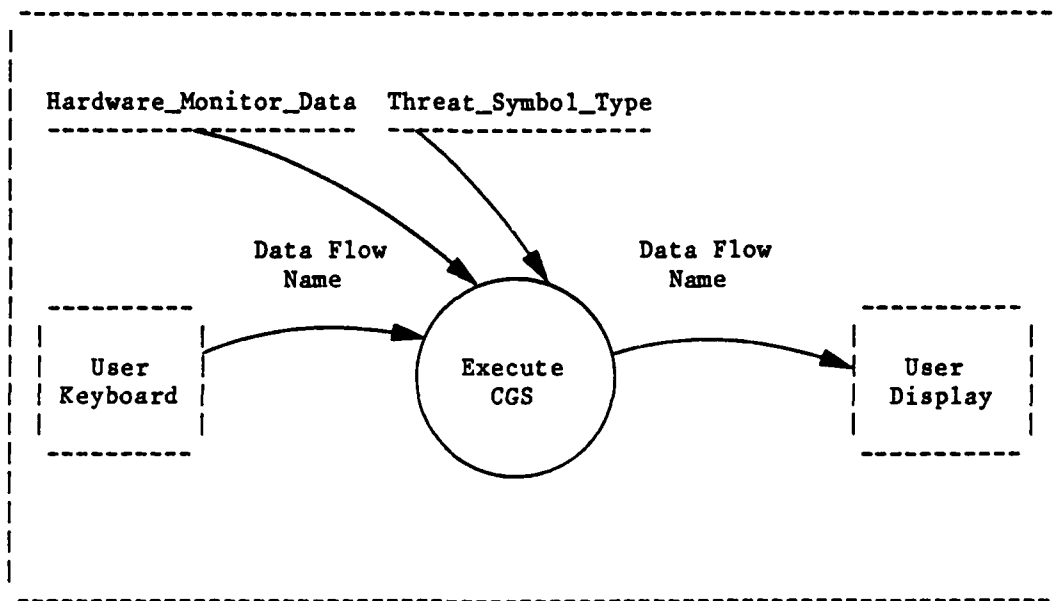 Hardware_Monitor_Data Threat_Symbol_Type
Data Flow
Name
Data Flow
Name
User
Keyboard
Execute
CGS
User
Display